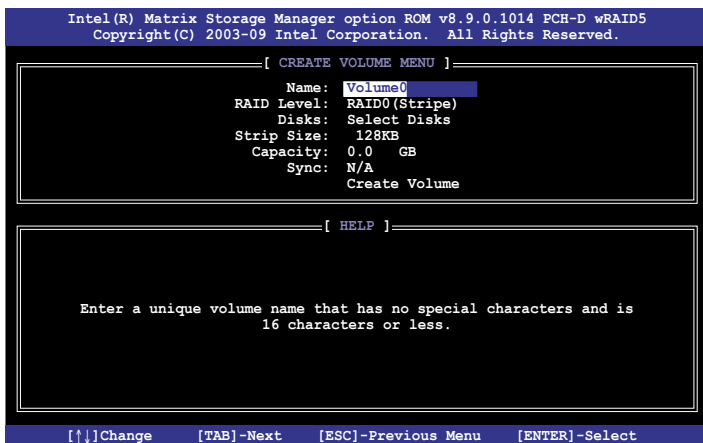 Intel(R) Matrix Storage Manager option ROM v8.9.0.1014 PCH-D wRAID5
Copyright(C) 2003-09 Intel Corporation. All Rights Reserved.
[ CREATE VOLUME MENU ]
Name: Volume0
RAID Level: RAID0(Stripe)
Disks: Select Disks
Strip Size: 128KB
Capacity: 0.0 GB
Sync: N/A
Create Volume
[ HELP ]
Enter a unique volume name that has no special characters and is
16 characters or less.
[↑↓]Change [TAB]-Next [ESC]-Previous Menu [ENTER]-Select